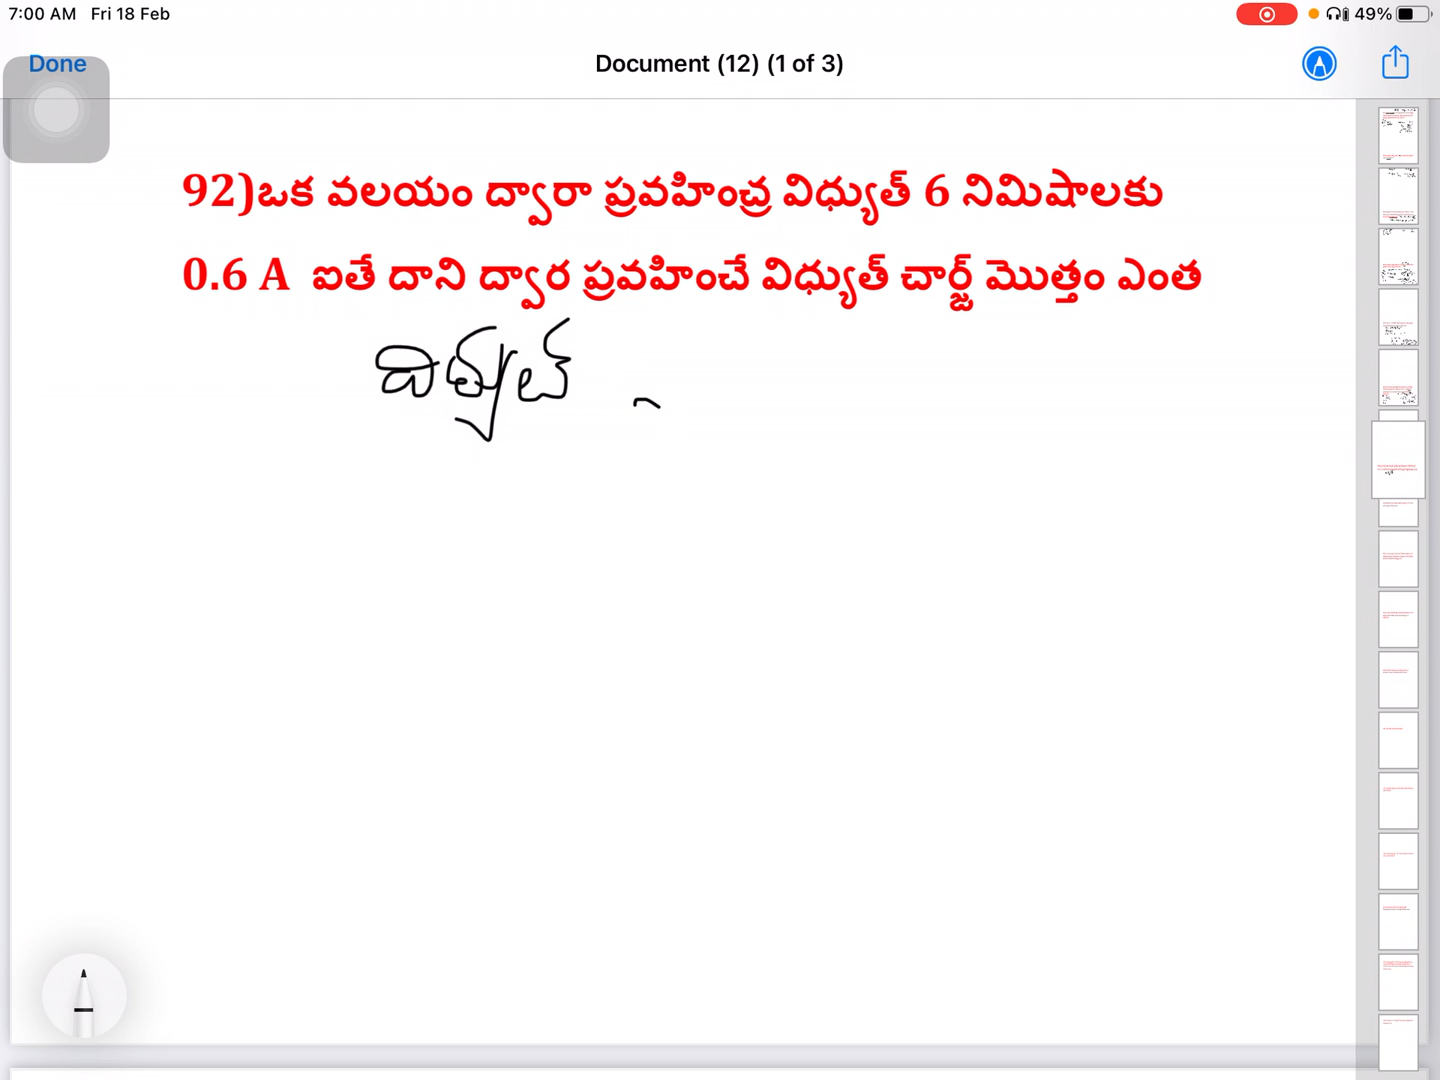 7:00 AM Fri 18 Feb
49%
Done
Document (12) (1 of 3)
92)ఒక వలయం ద్వారా ప్రవహించ్ర విధ్యుత్ 6 నిమిషాలకు
0.6 A ఐతే దాని ద్వార ప్రవహించే విధ్యుత్ చార్జ్ మొత్తం ఎంత
విద్యుత్